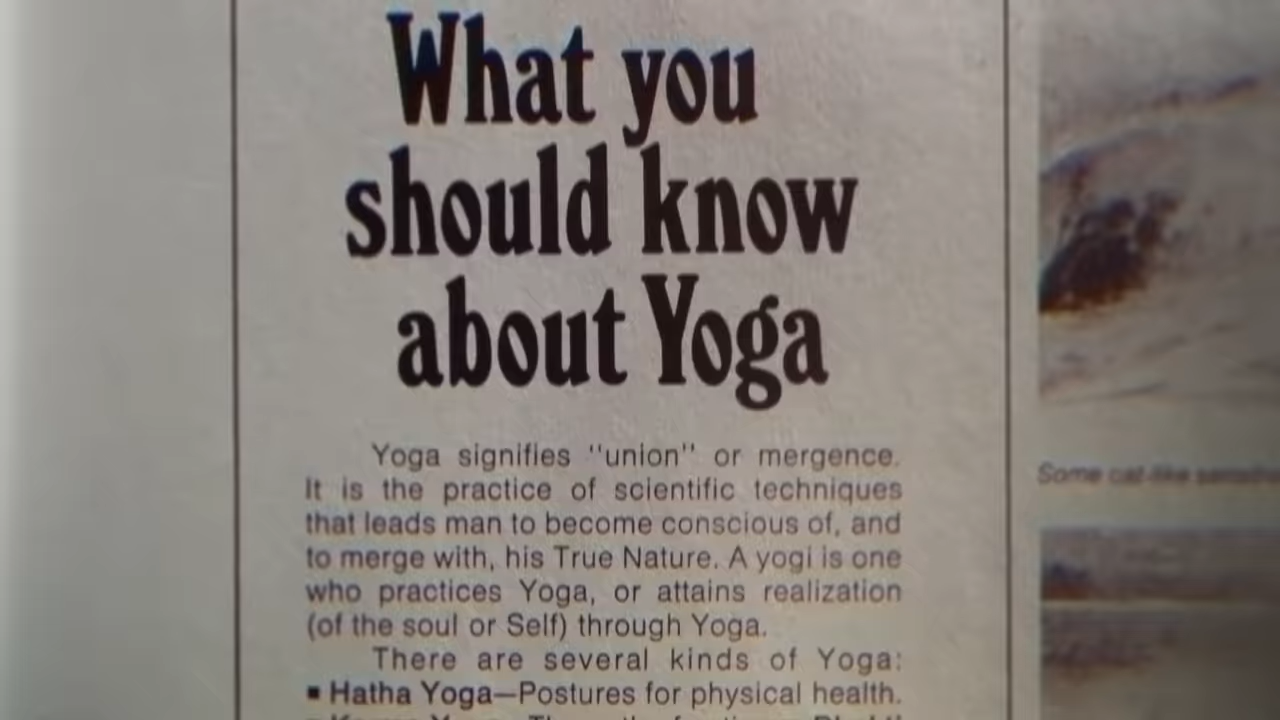 What you
should know
about Yoga
Yoga signifies "union" or mergence.
It is the practice of scientific techniques
that leads man to become conscious of, and
to merge with, his True Nature. A yogi is one
who practices Yoga, or attains realization
(of the soul or Self) through Yoga.
There are several kinds of Yoga:
■ Hatha Yoga—Postures for physical health.
Some cat-like